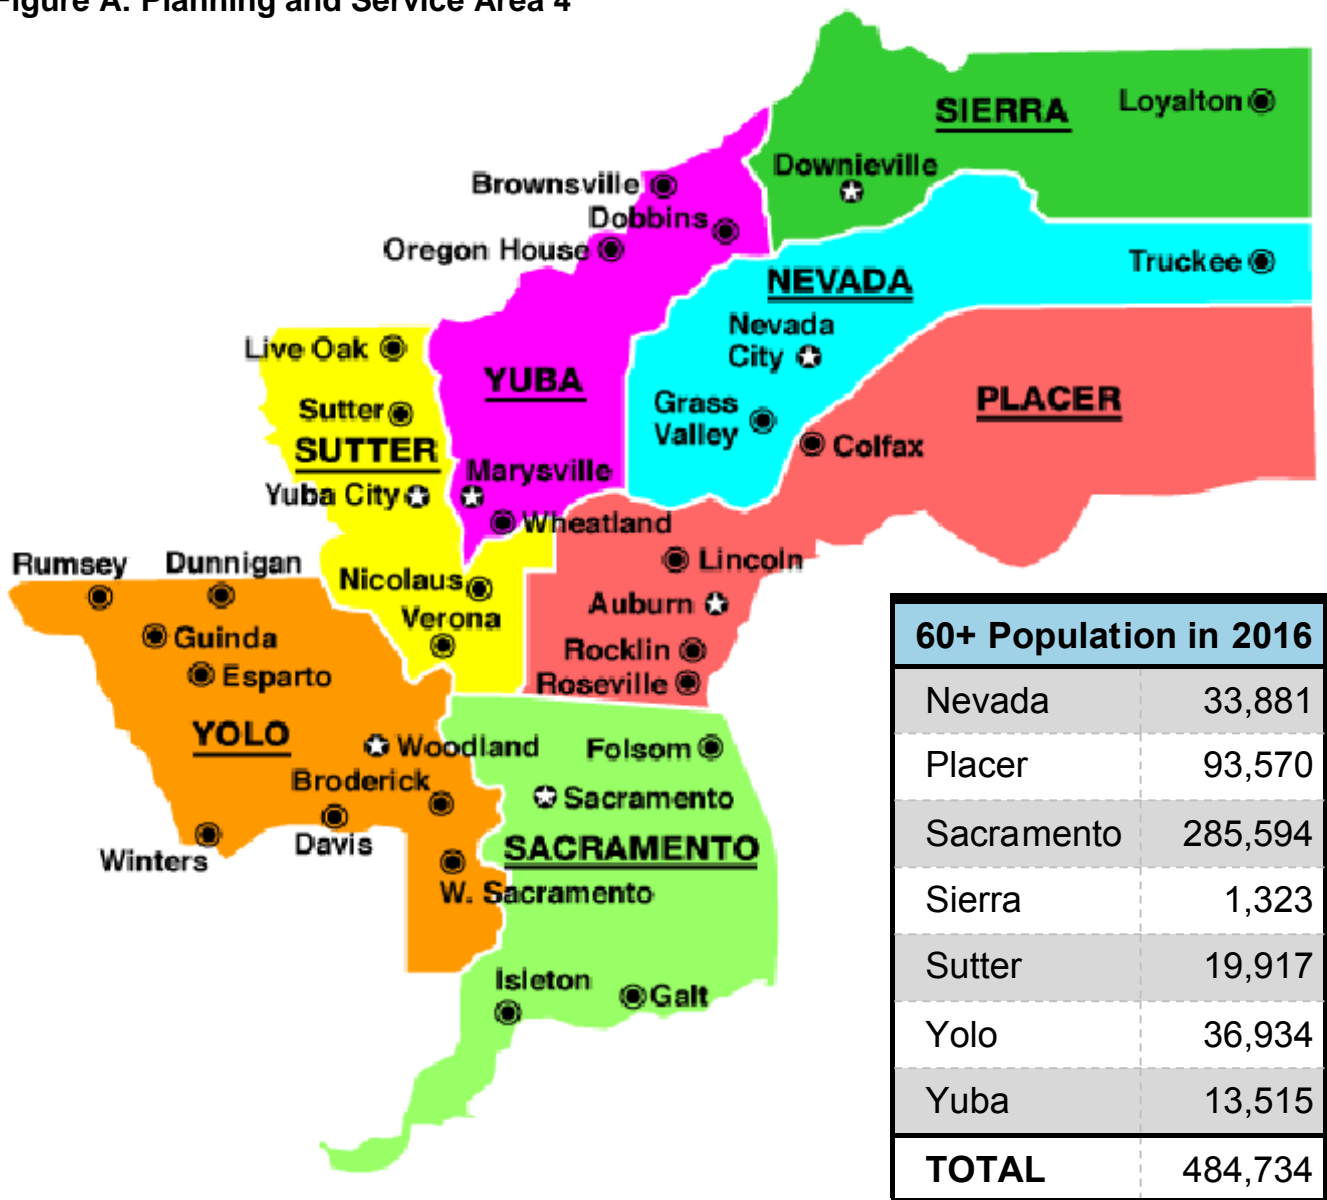 Figure A: Planning and Service Area 4
SIERRA
Loyalton
Downieville
Brownsville
Dobbins
Oregon House
NEVADA
Truckee
Nevada
City
Live Oak
YUBA
PLACER
Sutter
Grass
Valley
Colfax
SUTTER
Marysville
Yuba City
Wheatland
Rumsey
Dunnigan
Lincoln
Nicolaus
Auburn
Verona
Guinda
Rocklin
Esparto
Roseville
YOLO
Woodland
Folsom
Broderick
Sacramento
Winters
Davis
SACRAMENTO
W. Sacramento
Isleton
Galt
60+ Population in 2016
Nevada 33,881
Placer 93,570
Sacramento 285,594
Sierra 1,323
Sutter 19,917
Yolo 36,934
Yuba 13,515
TOTAL 484,734